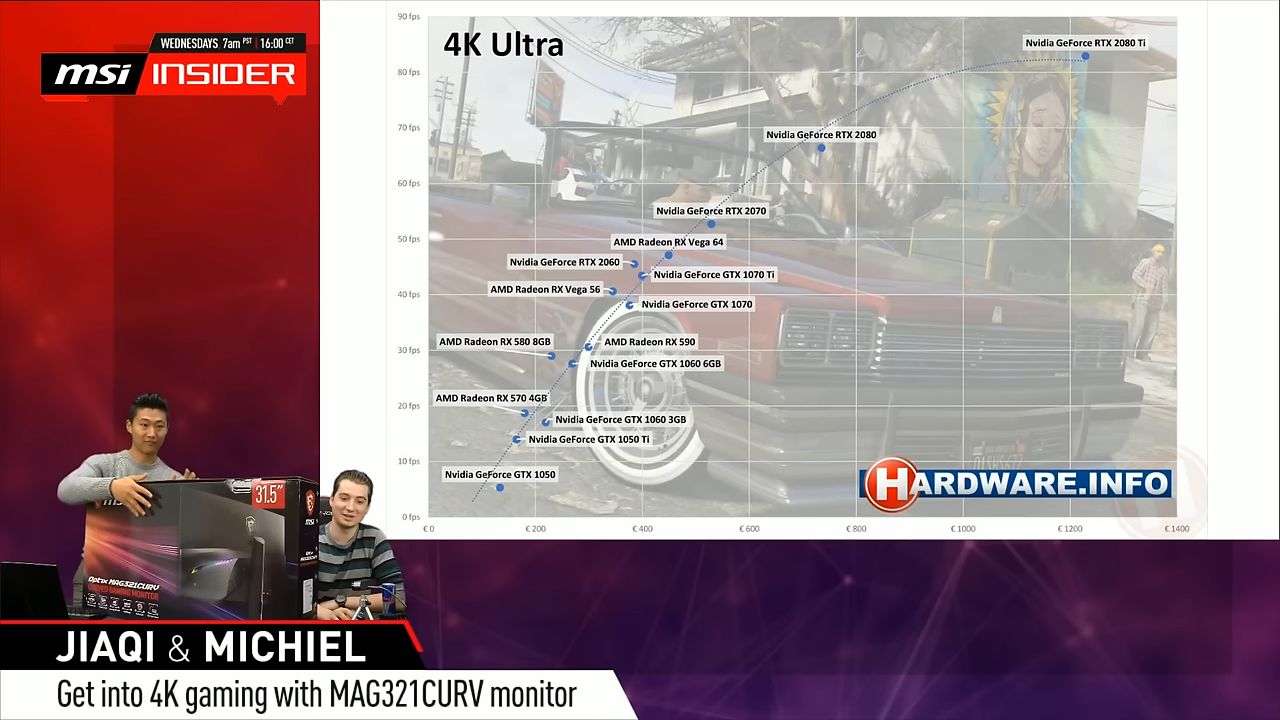 WEDNESDAYS 7am PST | 16:00 CET
msi INSIDER
4K Ultra
90 fps
80 fps
70 fps
60 fps
50 fps
40 fps
30 fps
20 fps
10 fps
0 fps
Nvidia GeForce RTX 2080 Ti
Nvidia GeForce RTX 2080
Nvidia GeForce RTX 2070
AMD Radeon RX Vega 64
Nvidia GeForce RTX 2060
Nvidia GeForce GTX 1070 Ti
AMD Radeon RX Vega 56
Nvidia GeForce GTX 1070
AMD Radeon RX 580 8GB
AMD Radeon RX 590
Nvidia GeForce GTX 1060 6GB
AMD Radeon RX 570 4GB
Nvidia GeForce GTX 1060 3GB
Nvidia GeForce GTX 1050 Ti
Nvidia GeForce GTX 1050
HARDWARE.INFO
€ 0 € 200 € 400 € 600 € 800 € 1000 € 1200 € 1400
31.5"
msi
Optix MAG321CURV
CURVED GAMING MONITOR
JIAQI & MICHIEL
Get into 4K gaming with MAG321CURV monitor